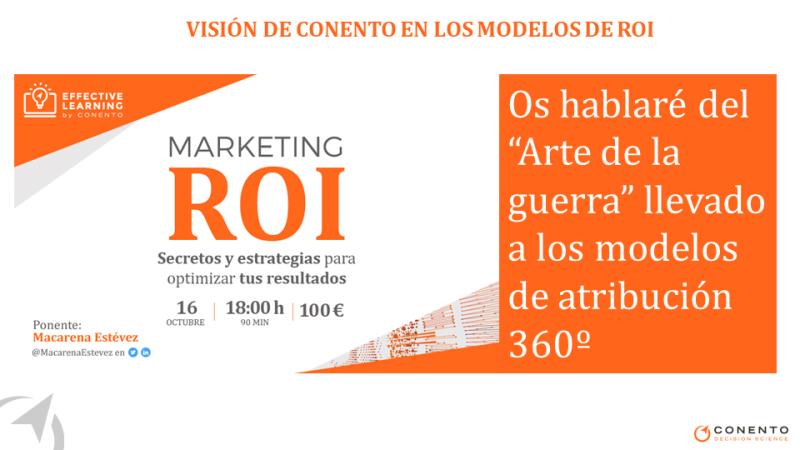 VISIÓN DE CONENTO EN LOS MODELOS DE ROI
EFFECTIVE
LEARNING
by CONENTO
MARKETING
ROI
Secretos y estrategias para
optimizar tus resultados
16
OCTUBRE
18:00 h
90 MIN
100 €
Ponente:
Macarena Estévez
@MacarenaEstevez en
Os hablaré del
“Arte de la
guerra” llevado
a los modelos
de atribución
360º
CONENTO
DECISION SCIENCE